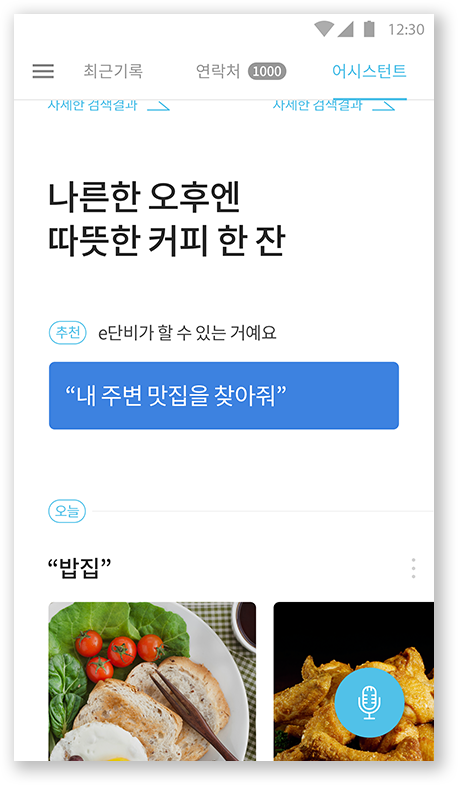 12:30
최근기록
연락처 1000
어시스턴트
자세한 검색결과
자세한 검색결과
나른한 오후엔
따뜻한 커피 한 잔
추천 e단비가 할 수 있는 거예요
“내 주변 맛집을 찾아줘”
오늘
“밥집”